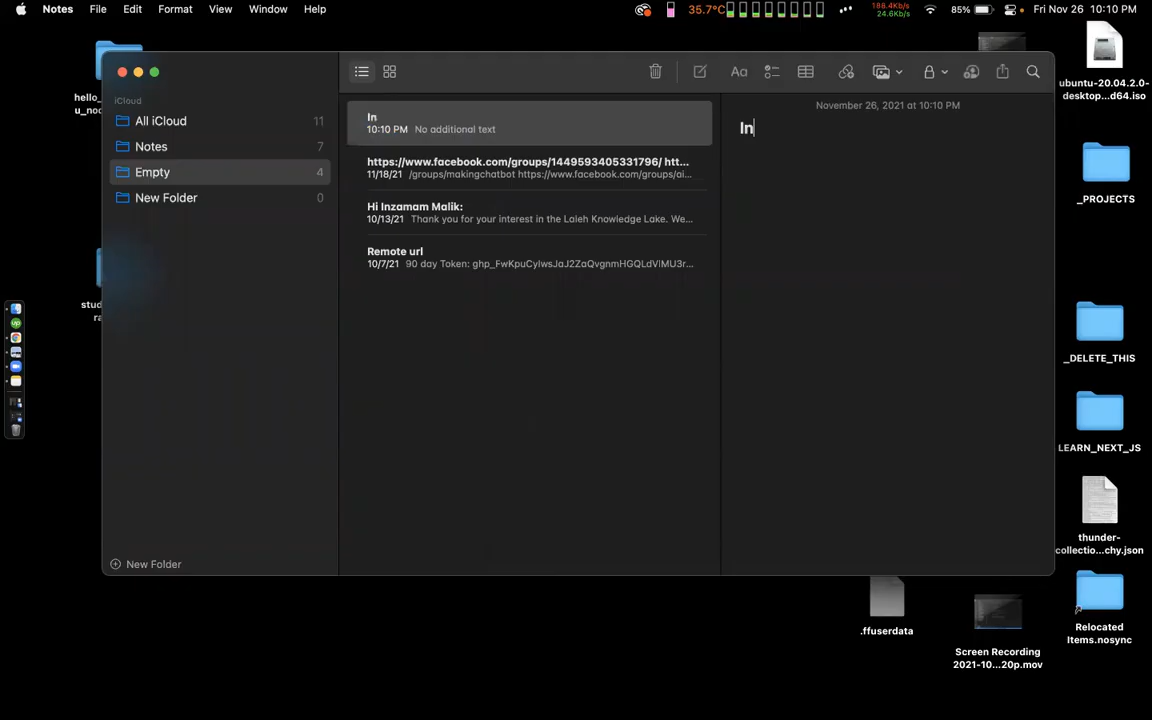 Notes File Edit Format View Window Help
35.7°C 188.4Kb/s 24.6Kb/s 85% Fri Nov 26 10:10 PM
iCloud
All iCloud 11
Notes 7
Empty 4
New Folder 0
New Folder
In
10:10 PM No additional text
https://www.facebook.com/groups/1449593405331796/ htt...
11/18/21 /groups/makingchatbot https://www.facebook.com/groups/ai...
Hi Inzamam Malik:
10/13/21 Thank you for your interest in the Laleh Knowledge Lake. We...
Remote url
10/7/21 90 day Token:
November 26, 2021 at 10:10 PM
In
hello_
u_no
stud
ra
ubuntu-20.04.2.0-
desktop...d64.iso
_PROJECTS
_DELETE_THIS
LEARN_NEXT_JS
thunder-
collectio...chy.json
Relocated
Items.nosync
.ffuserdata
Screen Recording
2021-10...20p.mov